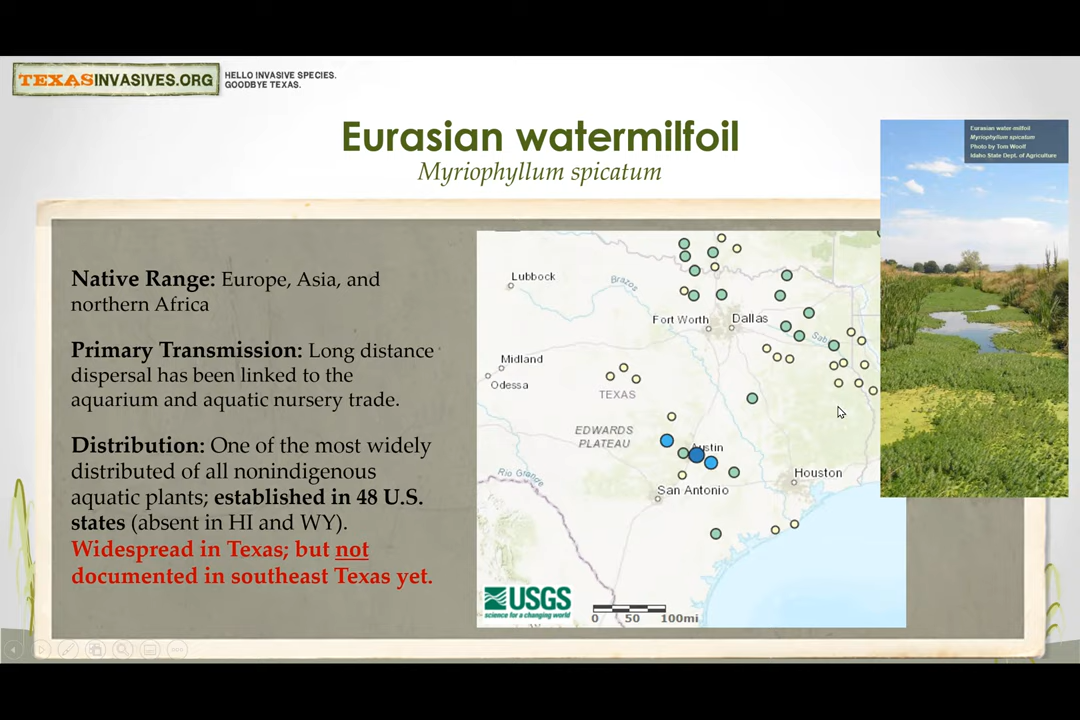 TEXASINVASIVES.ORG
HELLO INVASIVE SPECIES.
GOODBYE TEXAS.
Eurasian watermilfoil
Myriophyllum spicatum
Eurasian water-milfoil
Myriophyllum spicatum
Photo by Tom Woolf
Idaho State Dept. of Agriculture
Native Range: Europe, Asia, and
northern Africa
Primary Transmission: Long distance
dispersal has been linked to the
aquarium and aquatic nursery trade.
Distribution: One of the most widely
distributed of all nonindigenous
aquatic plants; established in 48 U.S.
states (absent in HI and WY).
Widespread in Texas; but not
documented in southeast Texas yet.
Lubbock
Brazos
Fort Worth
Dallas
Midland
Odessa
TEXAS
EDWARDS
PLATEAU
Rio Grande
San Antonio
Houston
USGS
science for a changing world
0 50 100mi